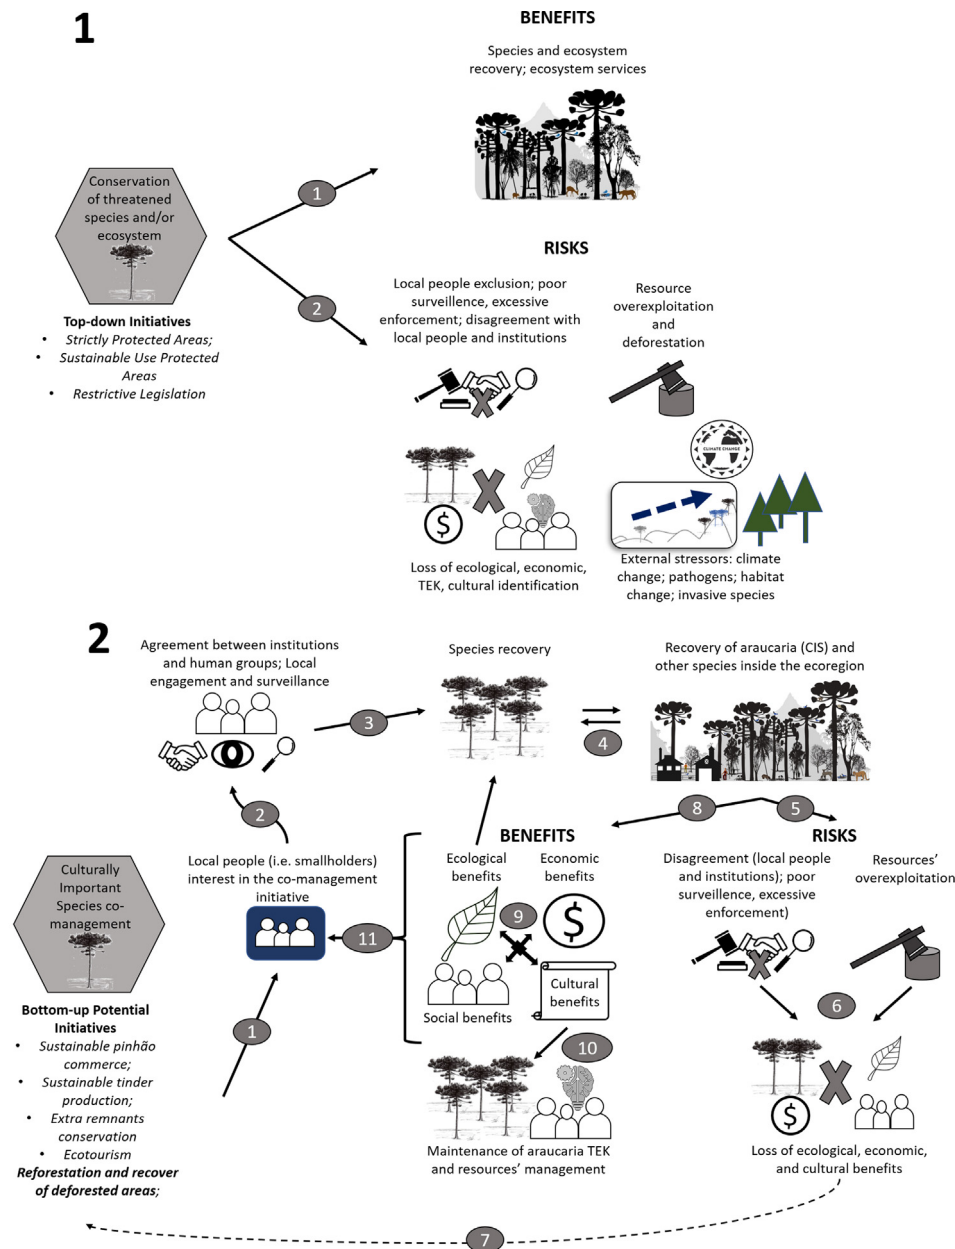 1
BENEFITS
Species and ecosystem
recovery; ecosystem services
Conservation
of threatened
species and/or
ecosystem
1
2
Top-down Initiatives
• Strictly Protected Areas;
• Sustainable Use Protected
Areas
• Restrictive Legislation
RISKS
Local people exclusion; poor
surveillence, excessive
enforcement; disagreement with
local people and institutions
Resource
overexploitation
and
deforestation
CLIMATE CHANGE
$
Loss of ecological, economic,
TEK, cultural identification
External stressors: climate
change; pathogens; habitat
change; invasive species
2
Agreement between institutions
and human groups; Local
engagement and surveillance
Species recovery
Recovery of araucaria (CIS) and
other species inside the ecoregion
3
4
2
8
5
Culturally
Important
Species co-
management
Local people (i.e. smallholders)
interest in the co-management
initiative
11
1
BENEFITS
Ecological
benefits
Economic
benefits
$
9
Social benefits
Cultural
benefits
10
Maintenance of araucaria TEK
and resources' management
RISKS
Disagreement (local people
and institutions); poor
surveillence, excessive
enforcement)
Resources'
overexploitation
6
$
Loss of ecological, economic,
and cultural benefits
Bottom-up Potential
Initiatives
• Sustainable pinhão
commerce;
• Sustainable tinder
production;
• Extra remnants
conservation
• Ecotourism
Reforestation and recover
of deforested areas;
7